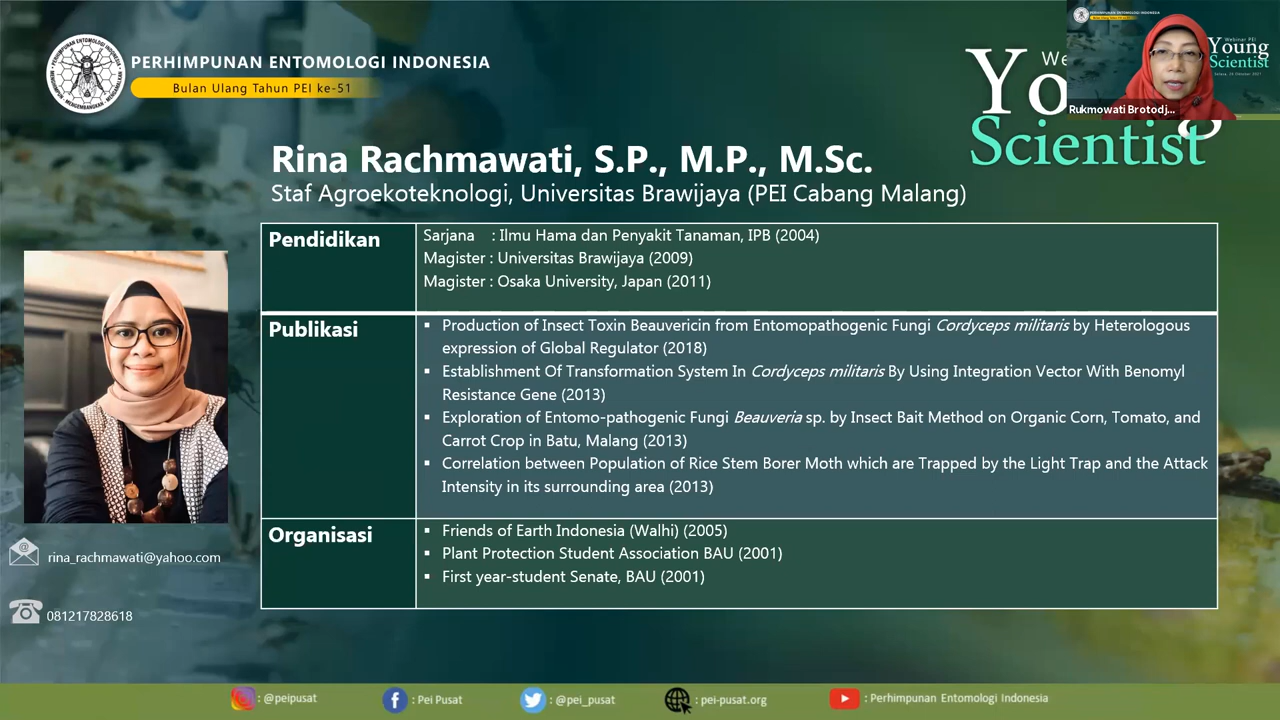 PERHIMPUNAN ENTOMOLOGI INDONESIA
Bulan Ulang Tahun PEI ke-51
Young
Scientist
Rukmowati Brotodj...
Scientist
Rina Rachmawati, S.P., M.P., M.Sc.
Staf Agroekoteknologi, Universitas Brawijaya (PEI Cabang Malang)
Pendidikan
Sarjana : Ilmu Hama dan Penyakit Tanaman, IPB (2004)
Magister : Universitas Brawijaya (2009)
Magister : Osaka University, Japan (2011)
Publikasi
▪ Production of Insect Toxin Beauvericin from Entomopathogenic Fungi Cordyceps militaris by Heterologous
expression of Global Regulator (2018)
▪ Establishment Of Transformation System In Cordyceps militaris By Using Integration Vector With Benomyl
Resistance Gene (2013)
▪ Exploration of Entomo-pathogenic Fungi Beauveria sp. by Insect Bait Method on Organic Corn, Tomato, and
Carrot Crop in Batu, Malang (2013)
▪ Correlation between Population of Rice Stem Borer Moth which are Trapped by the Light Trap and the Attack
Intensity in its surrounding area (2013)
Organisasi
▪ Friends of Earth Indonesia (Walhi) (2005)
▪ Plant Protection Student Association BAU (2001)
▪ First year-student Senate, BAU (2001)
rina_rachmawati@yahoo.com
081217828618
: @peipusat
: Pei Pusat
: @pei_pusat
: pei-pusat.org
: Perhimpunan Entomologi Indonesia